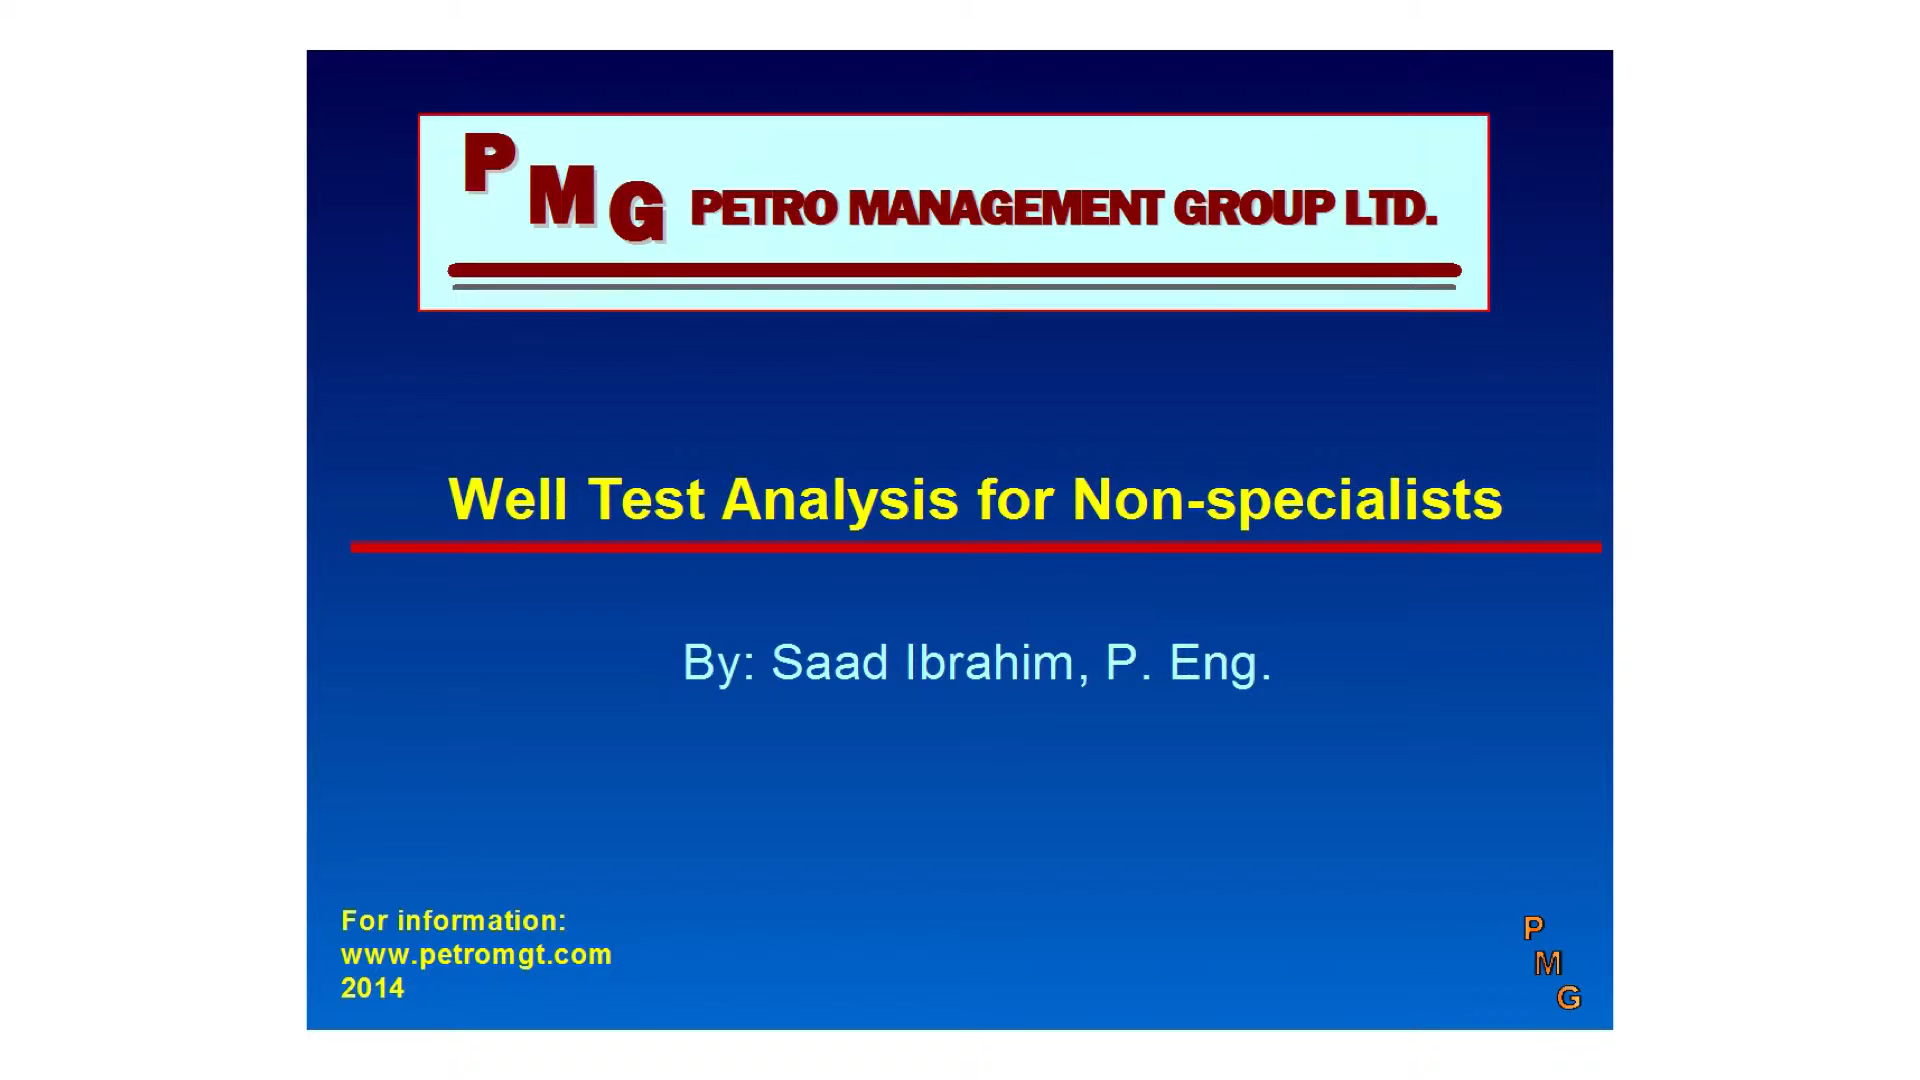 PMG PETRO MANAGEMENT GROUP LTD.
Well Test Analysis for Non-specialists
By: Saad Ibrahim, P. Eng.
For information:
www.petromgt.com
2014
P
M
G